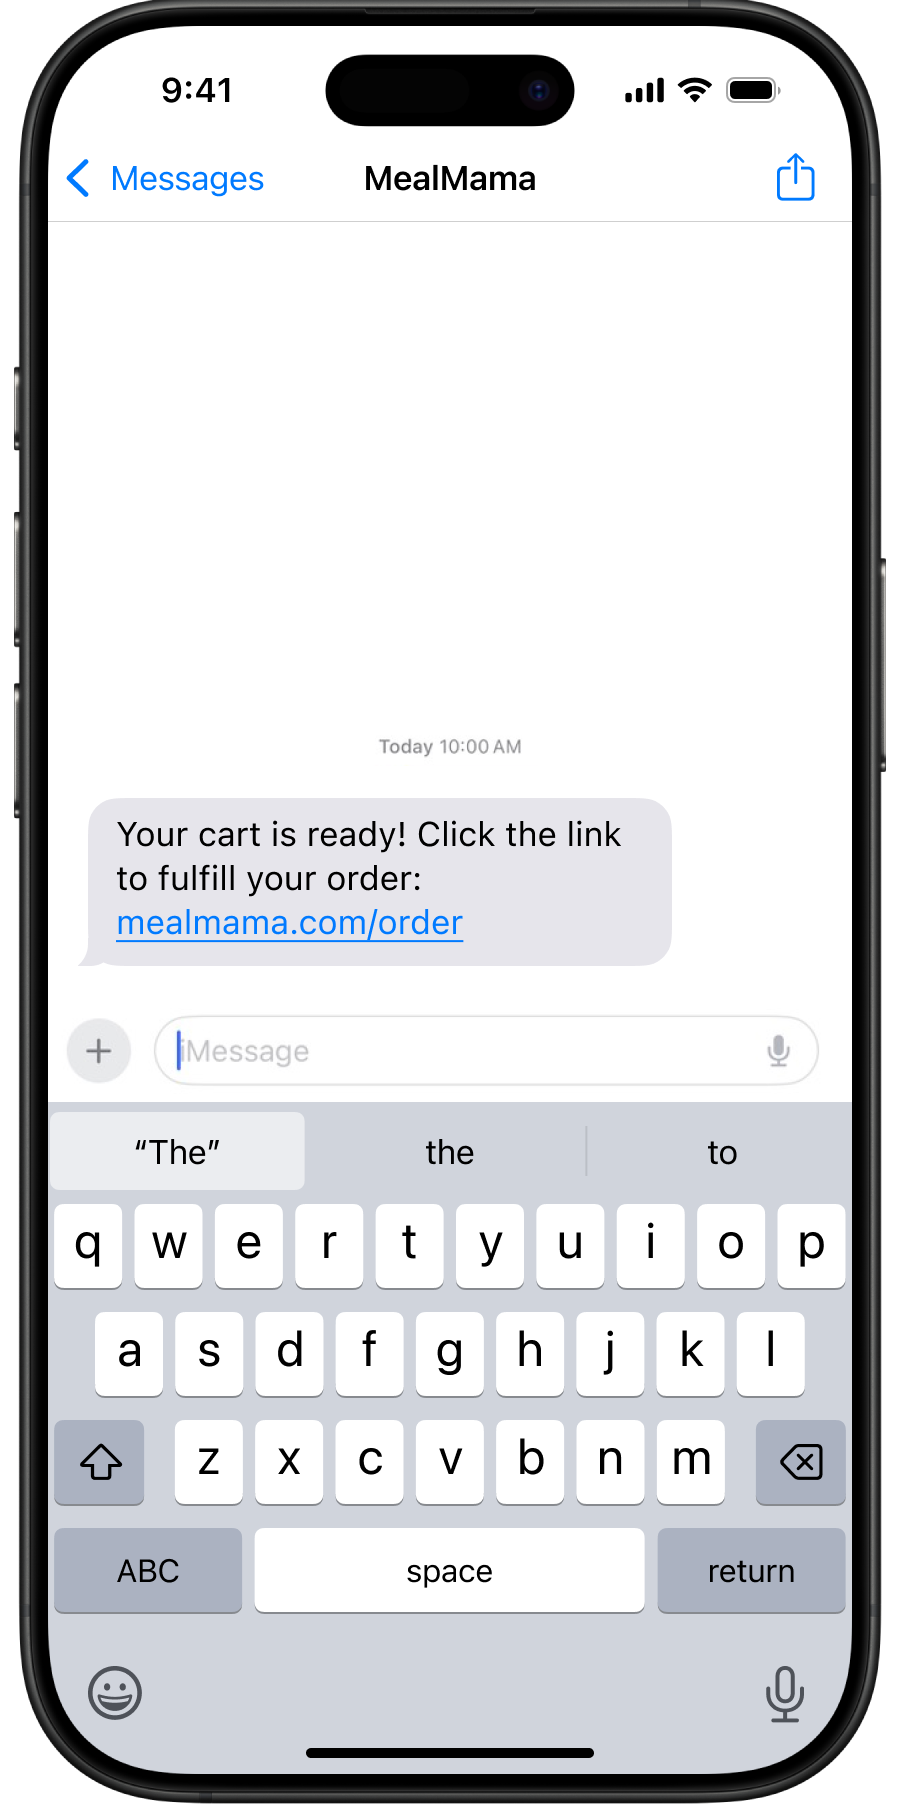 9:41
Messages
MealMama
Today 10:00 AM
Your cart is ready! Click the link
to fulfill your order:
mealmama.com/order
iMessage
“The”
the
to
q w e r t y u i o p
a s d f g h j k l
z x c v b n m
ABC
space
return